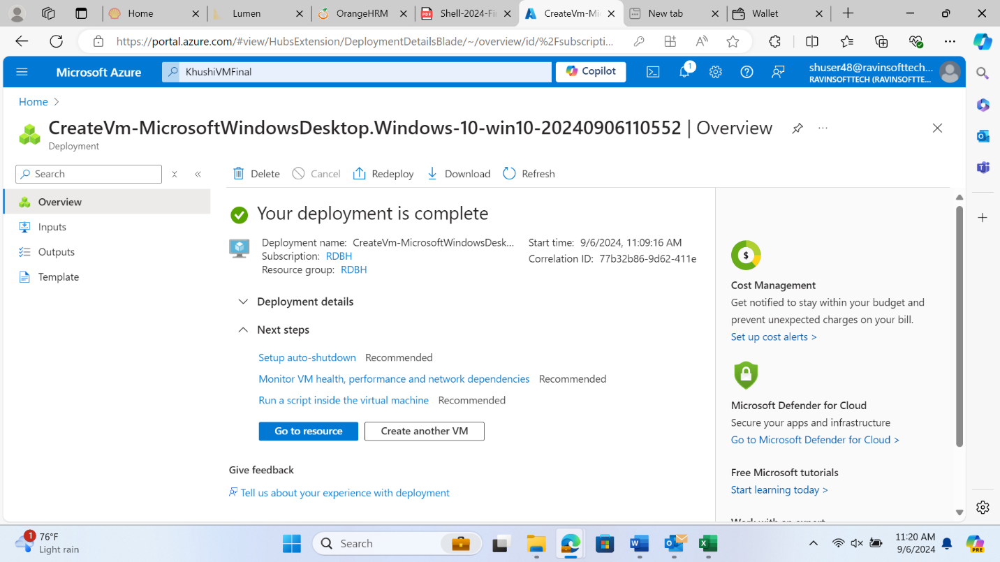 Home
Lumen
OrangeHRM
Shell-2024-Fi
CreateVm-Mi
New tab
Wallet
https://portal.azure.com/#view/HubsExtension/DeploymentDetailsBlade/~/overview/id/%2Fsubscripti...
Microsoft Azure
KhushiVMFinal
Copilot
1
shuser48@ravinsofttech...
RAVINSOFTTECH (RAVINSOFTTE...
Home >
CreateVm-MicrosoftWindowsDesktop.Windows-10-win10-20240906110552 | Overview
...
Deployment
Search
Delete
Cancel
Redeploy
Download
Refresh
Overview
Inputs
Outputs
Template
Your deployment is complete
Deployment name: CreateVm-MicrosoftWindowsDesk...
Subscription: RDBH
Resource group: RDBH
Start time: 9/6/2024, 11:09:16 AM
Correlation ID: 77b32b86-9d62-411e
Deployment details
Next steps
Setup auto-shutdown Recommended
Monitor VM health, performance and network dependencies Recommended
Run a script inside the virtual machine Recommended
Go to resource
Create another VM
Give feedback
Tell us about your experience with deployment
Cost Management
Get notified to stay within your budget and
prevent unexpected charges on your bill.
Set up cost alerts >
Microsoft Defender for Cloud
Secure your apps and infrastructure
Go to Microsoft Defender for Cloud >
Free Microsoft tutorials
Start learning today >
Work with an expert
1
76°F
Light rain
Search
11:20 AM
9/6/2024
PRE